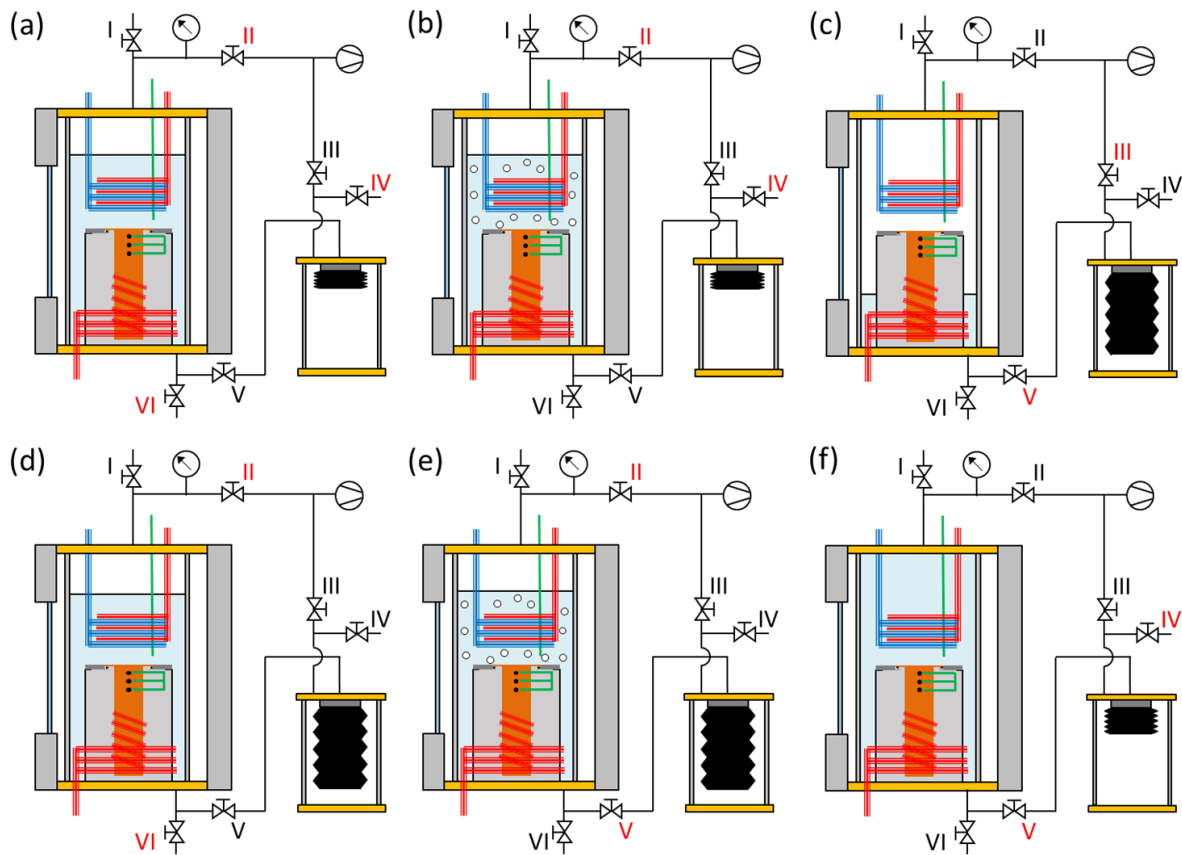 (a) I II
III
IV
V
VI
(b) I II
III
IV
V
VI
(c) I II
III
IV
V
VI
(d) I II
III
IV
V
VI
(e) I II
III
IV
V
VI
(f) I II
III
IV
V
VI